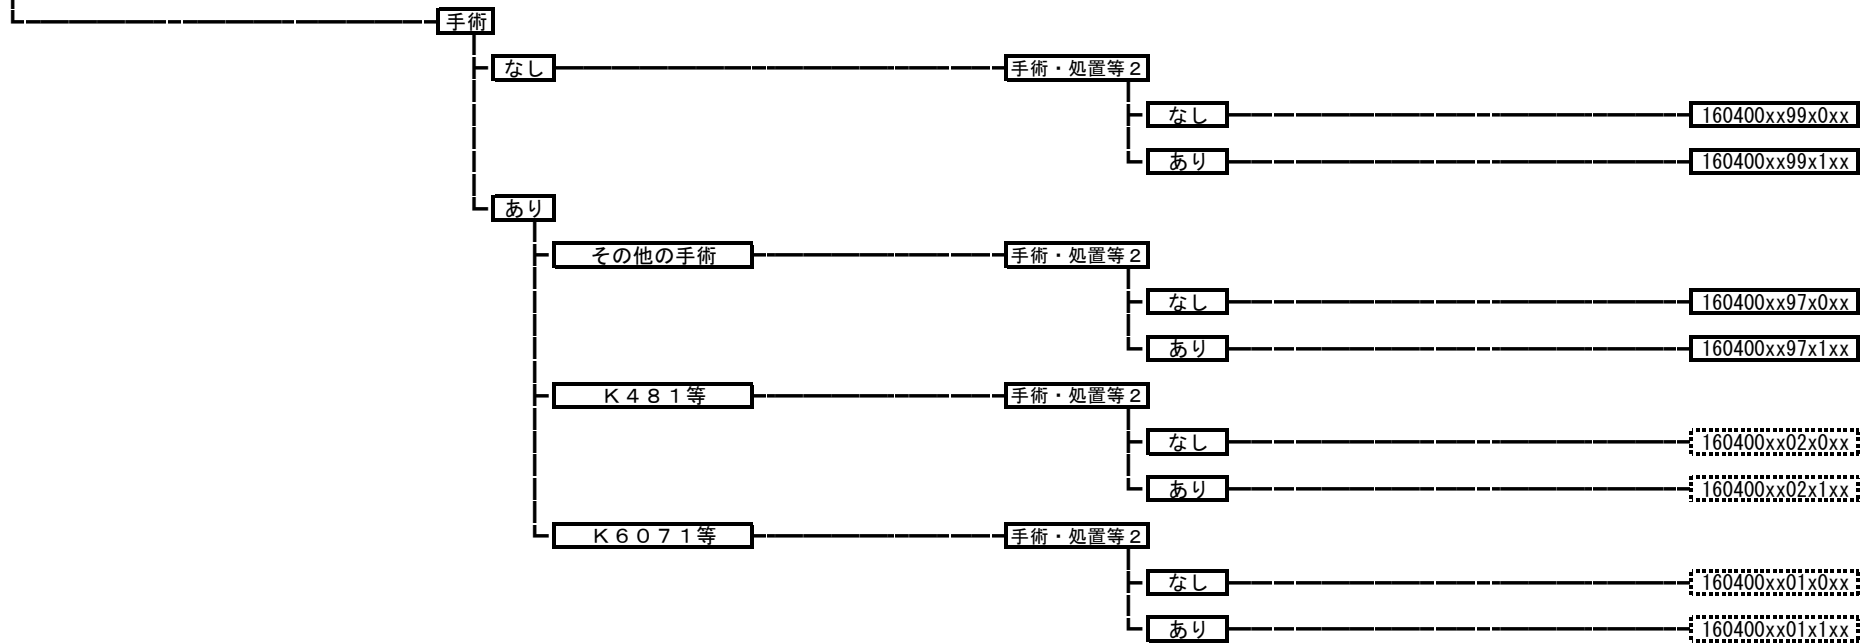 手術
なし 手術・処置等２
なし 160400xx99x0xx
あり 160400xx99x1xx
あり
その他の手術 手術・処置等２
なし 160400xx97x0xx
あり 160400xx97x1xx
Ｋ４８１等 手術・処置等２
なし 160400xx02x0xx
あり 160400xx02x1xx
Ｋ６０７１等 手術・処置等２
なし 160400xx01x0xx
あり 160400xx01x1xx